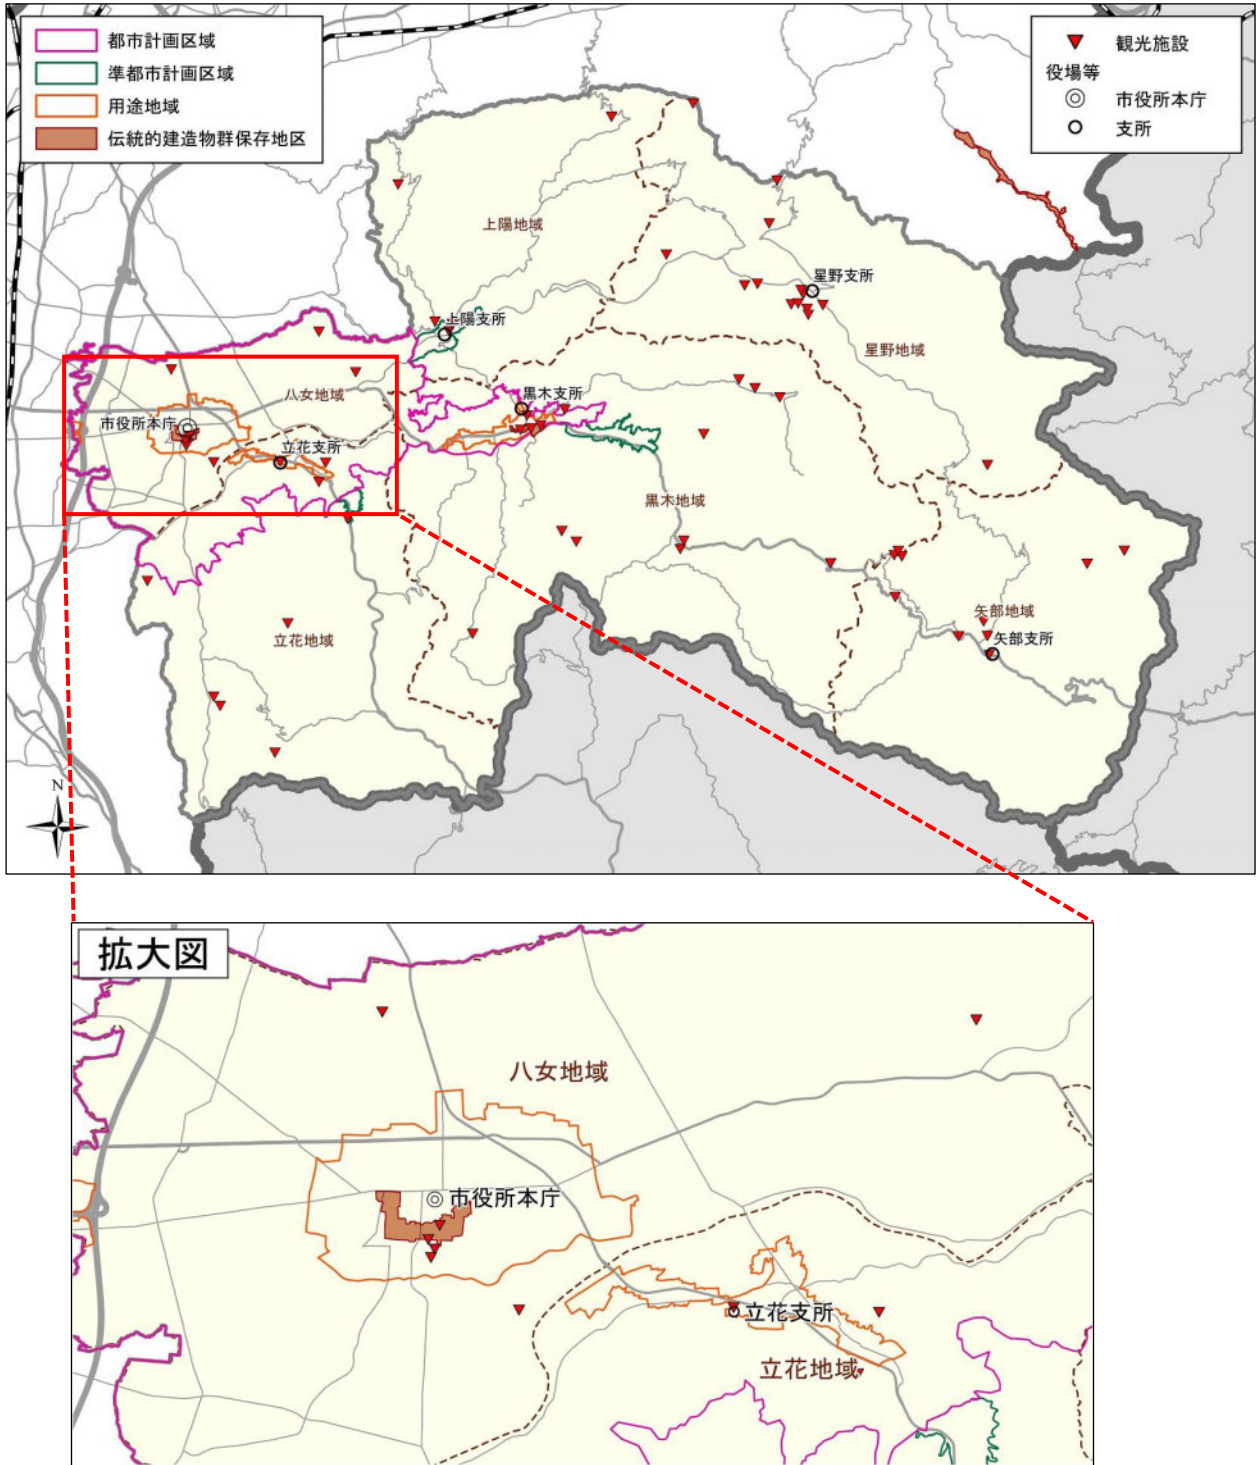 都市計画区域
準都市計画区域
用途地域
伝統的建造物群保存地区
観光施設
役場等
市役所本庁
支所
上陽地域
星野支所
上陽支所
星野地域
八女地域
黒木支所
市役所本庁
立花支所
黒木地域
矢部地域
立花地域
矢部支所
N
拡大図
八女地域
市役所本庁
立花支所
立花地域